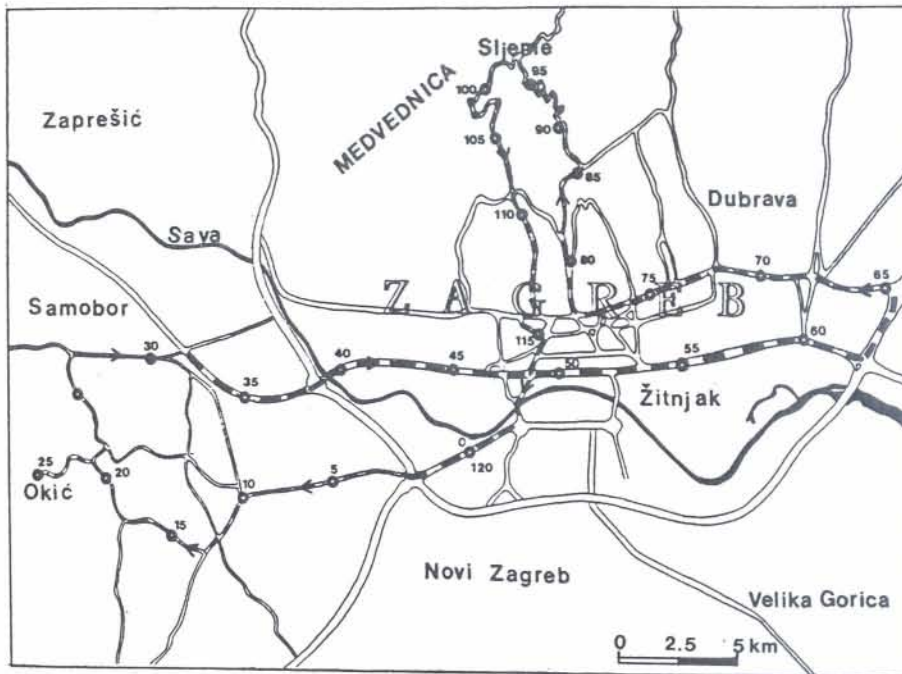 Sljeme
95
100
MEDVEDNICA
Zaprešić
90
105
85
Dubrava
110
Sava
80
70
75
65
ZAGREB
Samobor
115
60
30
40
45
50
55
35
Žitnjak
0
120
25
20
5
10
Okić
15
Novi Zagreb
Velika Gorica
0 2.5 5 km